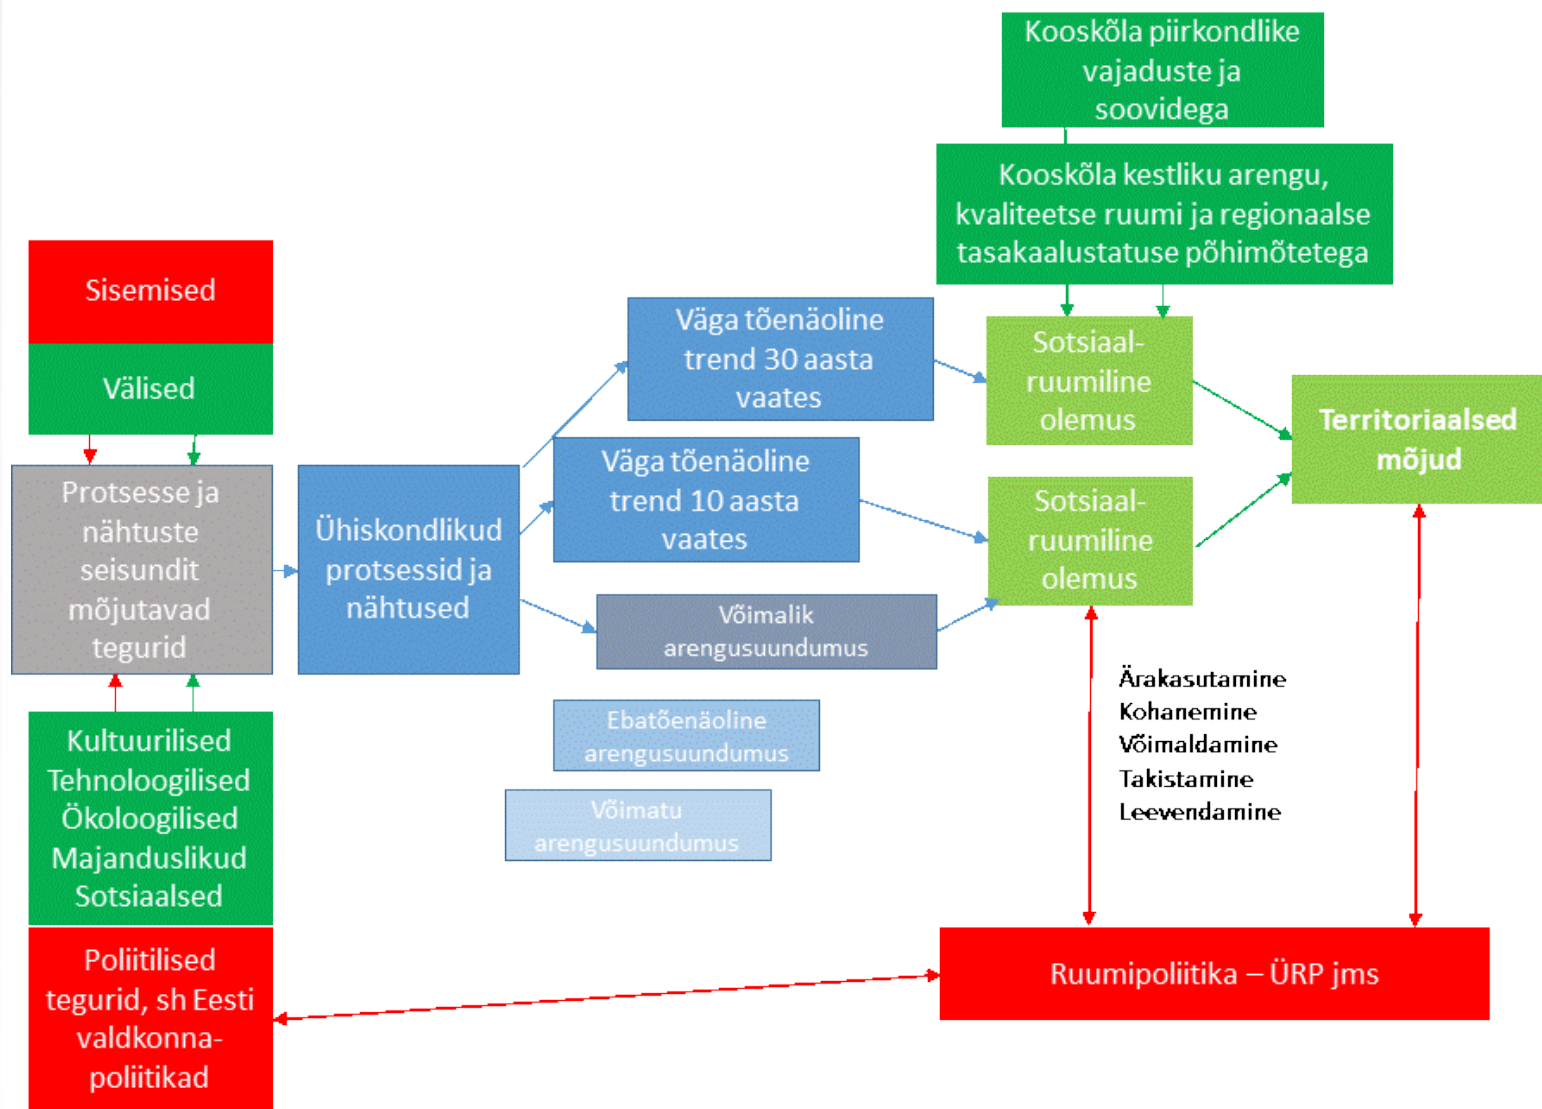 Kooskõla piirkondlike
vajaduste ja
soovidega
Kooskõla kestliku arengu,
kvaliteetse ruumi ja regionaalse
tasakaalustatuse põhimõtetega
Sisemised
Välised
Protsesse ja
nähtuste
seisundit
mõjutavad
tegurid
Kultuurilised
Tehnoloogilised
Ökoloogilised
Majanduslikud
Sotsiaalsed
Poliitilised
tegurid, sh Eesti
valdkonna-
poliitikad
Ühiskondlikud
protsessid ja
nähtused
Väga tõenäoline
trend 30 aasta
vaates
Väga tõenäoline
trend 10 aasta
vaates
Võimalik
arengusuundumus
Ebatõenäoline
arengusuundumus
Võimatu
arengusuundumus
Sotsiaal-
ruumiline
olemus
Sotsiaal-
ruumiline
olemus
Territoriaalsed
mõjud
Ärakasutamine
Kohanemine
Võimaldamine
Takistamine
Leevendamine
Ruumipoliitika – ÜRP jms